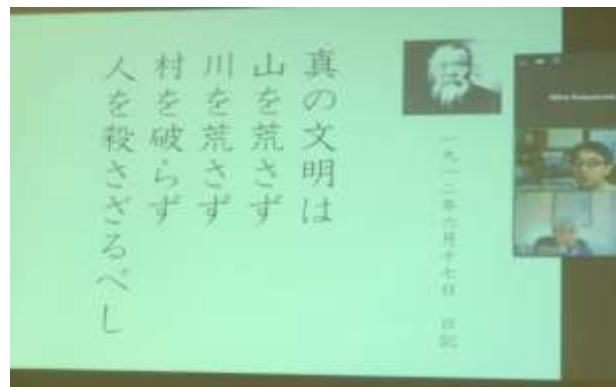 一九一二年六月十七日 日記
真の文明は
山を荒さず
川を荒さず
村を破らず
人を殺さざるべし